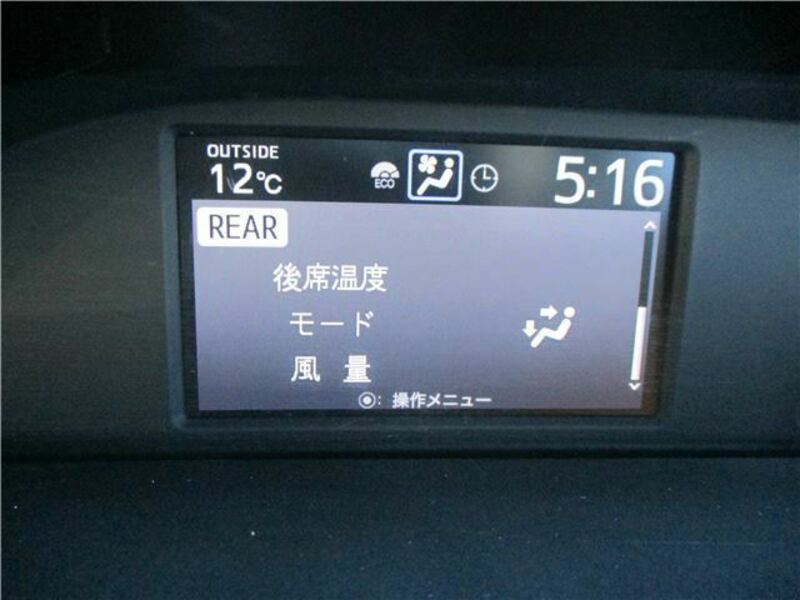 OUTSIDE
12℃
ECO
5:16
REAR
後席温度
モード
風 量
◉: 操作メニュー